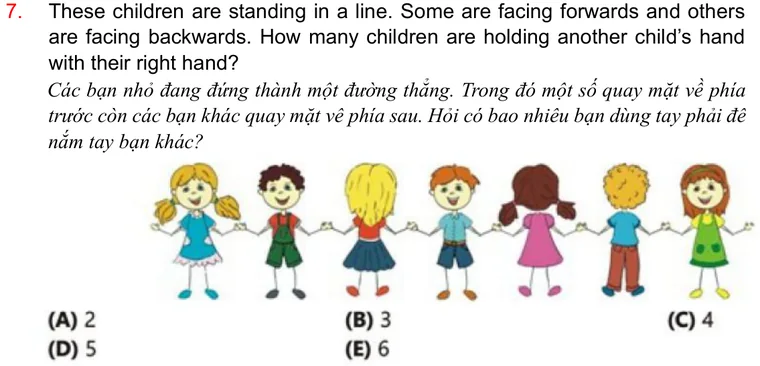 7. These children are standing in a line. Some are facing forwards and others
are facing backwards. How many children are holding another child's hand
with their right hand?
Các bạn nhỏ đang đứng thành một đường thẳng. Trong đó một số quay mặt về phía
trước còn các bạn khác quay mặt vê phía sau. Hỏi có bao nhiêu bạn dùng tay phải đê
nắm tay bạn khác?
(A) 2 (B) 3 (C) 4
(D) 5 (E) 6